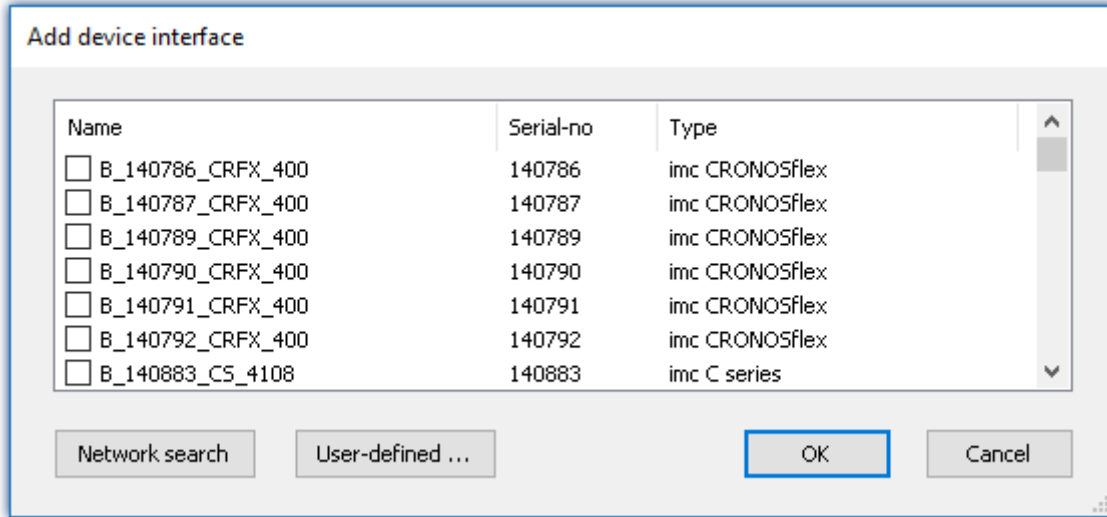 Add device interface
Name Serial-no Type
B_140786_CRFX_400 140786 imc CRONOSflex
B_140787_CRFX_400 140787 imc CRONOSflex
B_140789_CRFX_400 140789 imc CRONOSflex
B_140790_CRFX_400 140790 imc CRONOSflex
B_140791_CRFX_400 140791 imc CRONOSflex
B_140792_CRFX_400 140792 imc CRONOSflex
B_140883_CS_4108 140883 imc C series
Network search User-defined ... OK Cancel